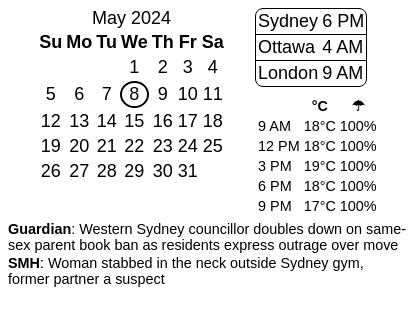 May 2024
Su Mo Tu We Th Fr Sa
1 2 3 4
5 6 7 8 9 10 11
12 13 14 15 16 17 18
19 20 21 22 23 24 25
26 27 28 29 30 31
Sydney 6 PM
Ottawa 4 AM
London 9 AM
°C ☂
9 AM 18°C 100%
12 PM 18°C 100%
3 PM 19°C 100%
6 PM 18°C 100%
9 PM 17°C 100%
Guardian: Western Sydney councillor doubles down on same-
sex parent book ban as residents express outrage over move
SMH: Woman stabbed in the neck outside Sydney gym,
former partner a suspect